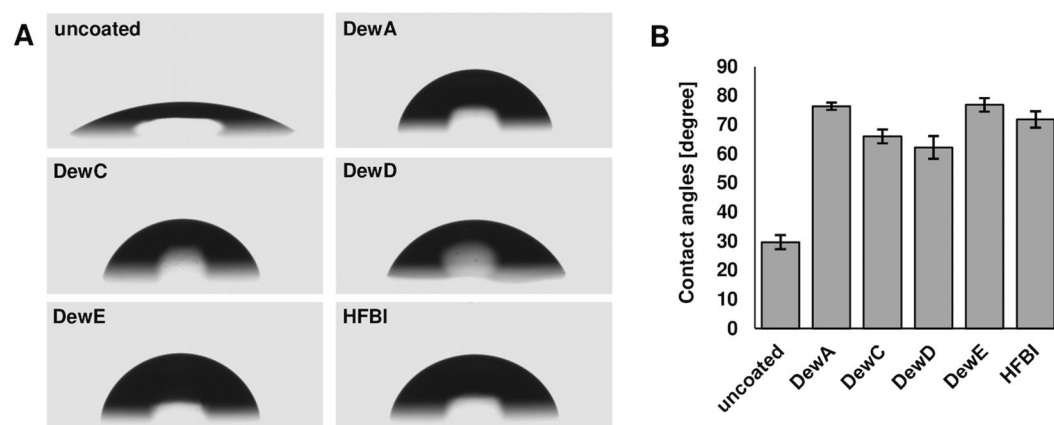 A
uncoated
DewA
DewC
DewD
DewE
HFBI
B
Contact angles [degree]
90
80
70
60
50
40
30
20
10
0
uncoated
DewA
DewC
DewD
DewE
HFBI